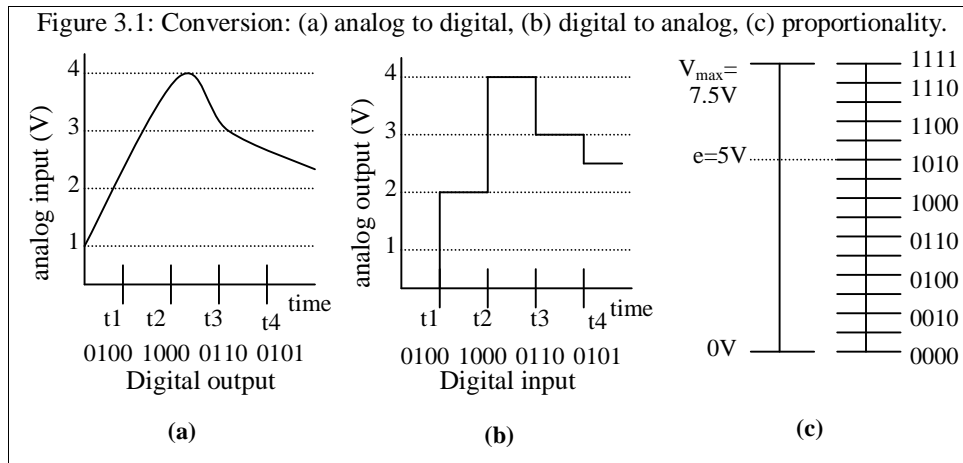 Figure 3.1: Conversion: (a) analog to digital, (b) digital to analog, (c) proportionality.
4
3
2
1
analog input (V)
time
t1 t2 t3 t4
0100 1000 0110 0101
Digital output
(a)
4
3
2
1
analog output (V)
time
t1 t2 t3 t4
0100 1000 0110 0101
Digital input
(b)
Vmax=
7.5V
e=5V
0V
1111
1110
1100
1010
1000
0110
0100
0010
0000
(c)